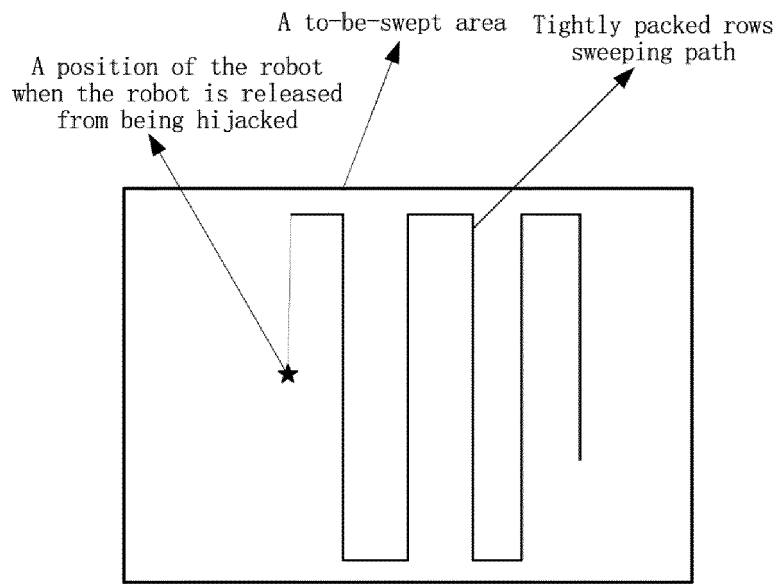 A to-be-swept area
Tightly packed rows
sweeping path
A position of the robot
when the robot is released
from being hijacked